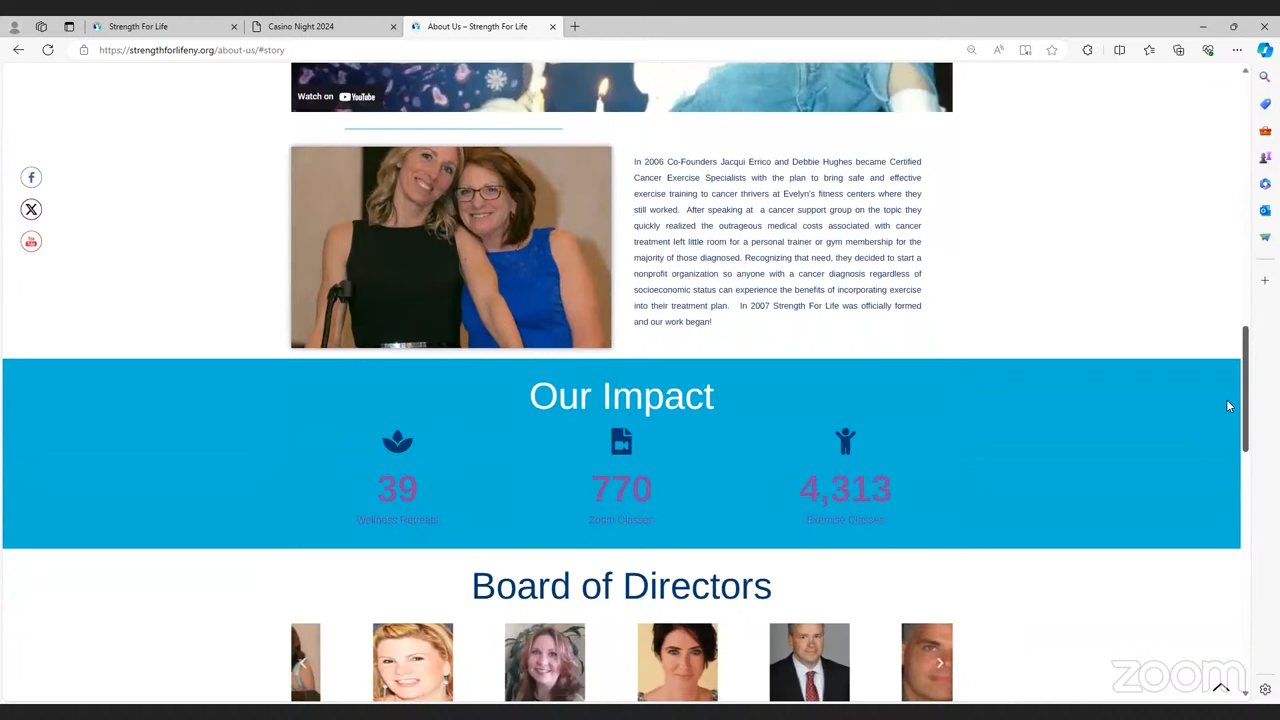 Strength For Life
Casino Night 2024
About Us – Strength For Life
https://strengthforlifeny.org/about-us/#story
Watch on YouTube
In 2006 Co-Founders Jacqui Errico and Debbie Hughes became Certified
Cancer Exercise Specialists with the plan to bring safe and effective
exercise training to cancer thrivers at Evelyn's fitness centers where they
still worked. After speaking at a cancer support group on the topic they
quickly realized the outrageous medical costs associated with cancer
treatment left little room for a personal trainer or gym membership for the
majority of those diagnosed. Recognizing that need, they decided to start a
nonprofit organization so anyone with a cancer diagnosis regardless of
socioeconomic status can experience the benefits of incorporating exercise
into their treatment plan. In 2007 Strength For Life was officially formed
and our work began!
Our Impact
39 770 4,313
Wellness Retreats Zoom Classes Exercise Classes
Board of Directors
zoom